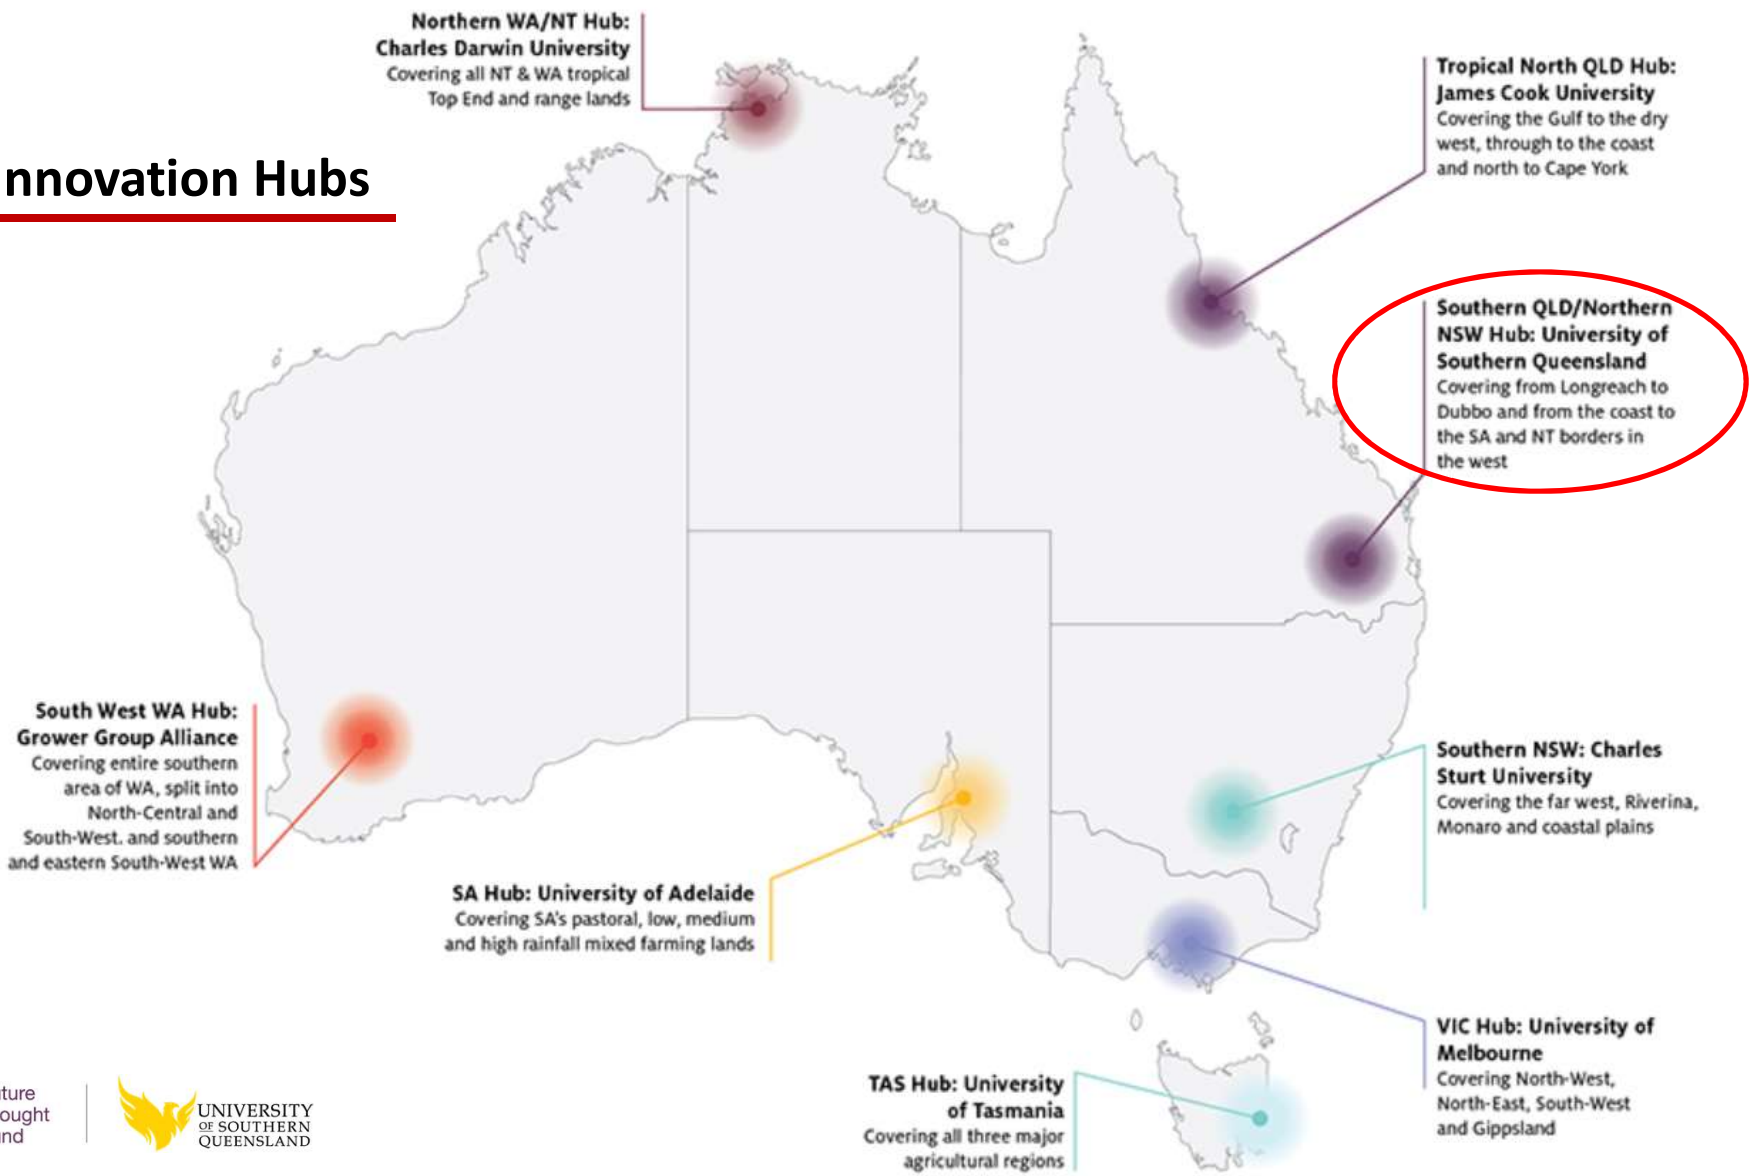 Northern WA/NT Hub:
Charles Darwin University
Covering all NT & WA tropical
Top End and range lands
Tropical North QLD Hub:
James Cook University
Covering the Gulf to the dry
west, through to the coast
and north to Cape York
nnovation Hubs
Southern QLD/Northern
NSW Hub: University of
Southern Queensland
Covering from Longreach to
Dubbo and from the coast to
the SA and NT borders in
the west
South West WA Hub:
Grower Group Alliance
Covering entire southern
area of WA, split into
North-Central and
South-West. and southern
and eastern South-West WA
Southern NSW: Charles
Sturt University
Covering the far west, Riverina,
Monaro and coastal plains
SA Hub: University of Adelaide
Covering SA's pastoral, low, medium
and high rainfall mixed farming lands
VIC Hub: University of
Melbourne
Covering North-West,
North-East, South-West
and Gippsland
TAS Hub: University
of Tasmania
Covering all three major
agricultural regions
ture
ought
nd
UNIVERSITY
OF SOUTHERN
QUEENSLAND